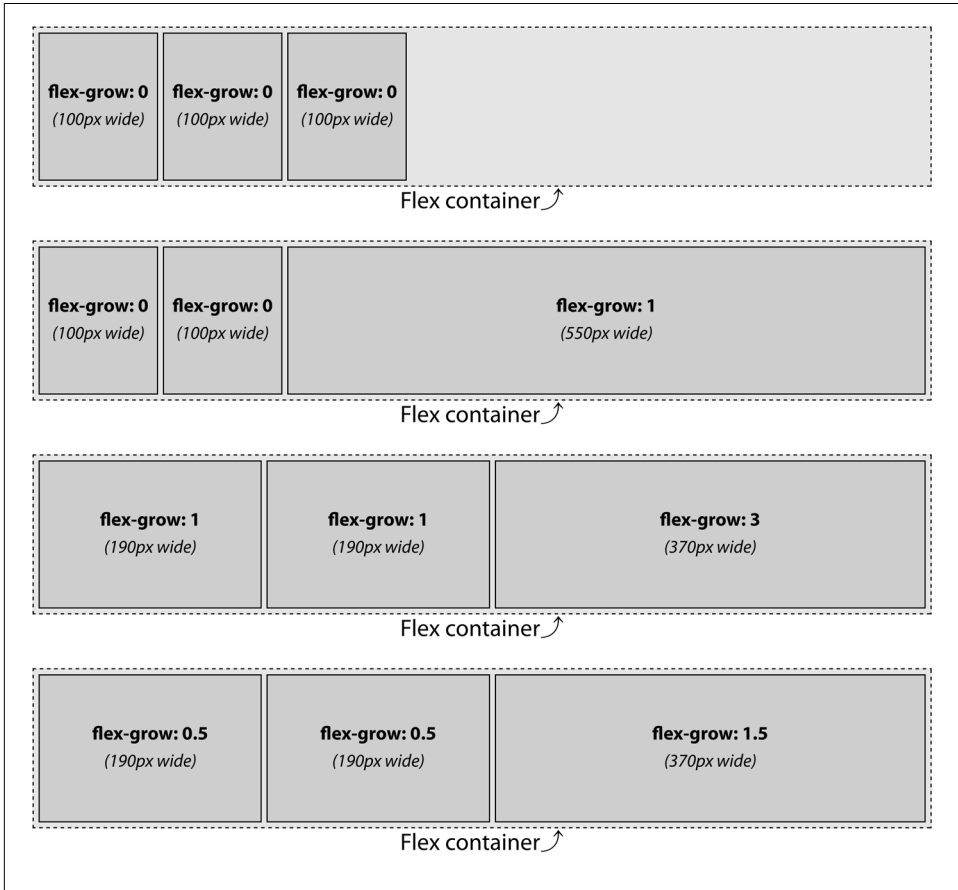 flex-grow: 0 flex-grow: 0 flex-grow: 0
(100px wide) (100px wide) (100px wide)
Flex container
flex-grow: 0 flex-grow: 0 flex-grow: 1
(100px wide) (100px wide) (550px wide)
Flex container
flex-grow: 1 flex-grow: 1 flex-grow: 3
(190px wide) (190px wide) (370px wide)
Flex container
flex-grow: 0.5 flex-grow: 0.5 flex-grow: 1.5
(190px wide) (190px wide) (370px wide)
Flex container